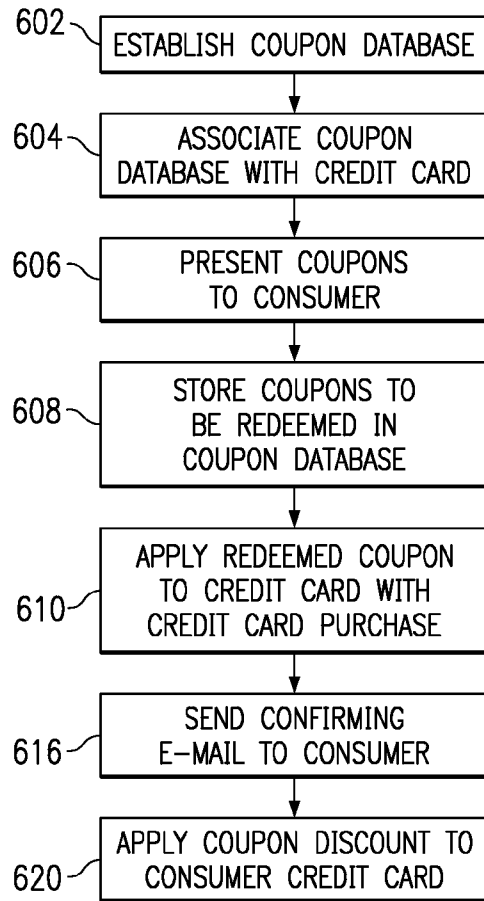 602
ESTABLISH COUPON DATABASE
604
ASSOCIATE COUPON
DATABASE WITH CREDIT CARD
606
PRESENT COUPONS
TO CONSUMER
608
STORE COUPONS TO
BE REDEEMED IN
COUPON DATABASE
610
APPLY REDEEMED COUPON
TO CREDIT CARD WITH
CREDIT CARD PURCHASE
616
SEND CONFIRMING
E-MAIL TO CONSUMER
620
APPLY COUPON DISCOUNT TO
CONSUMER CREDIT CARD